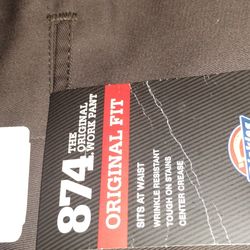 874 THE ORIGINAL WORK PANT
ORIGINAL FIT
SITS AT WAIST
WRINKLE RESISTANT
TOUGH ON STAINS
CENTER CREASE